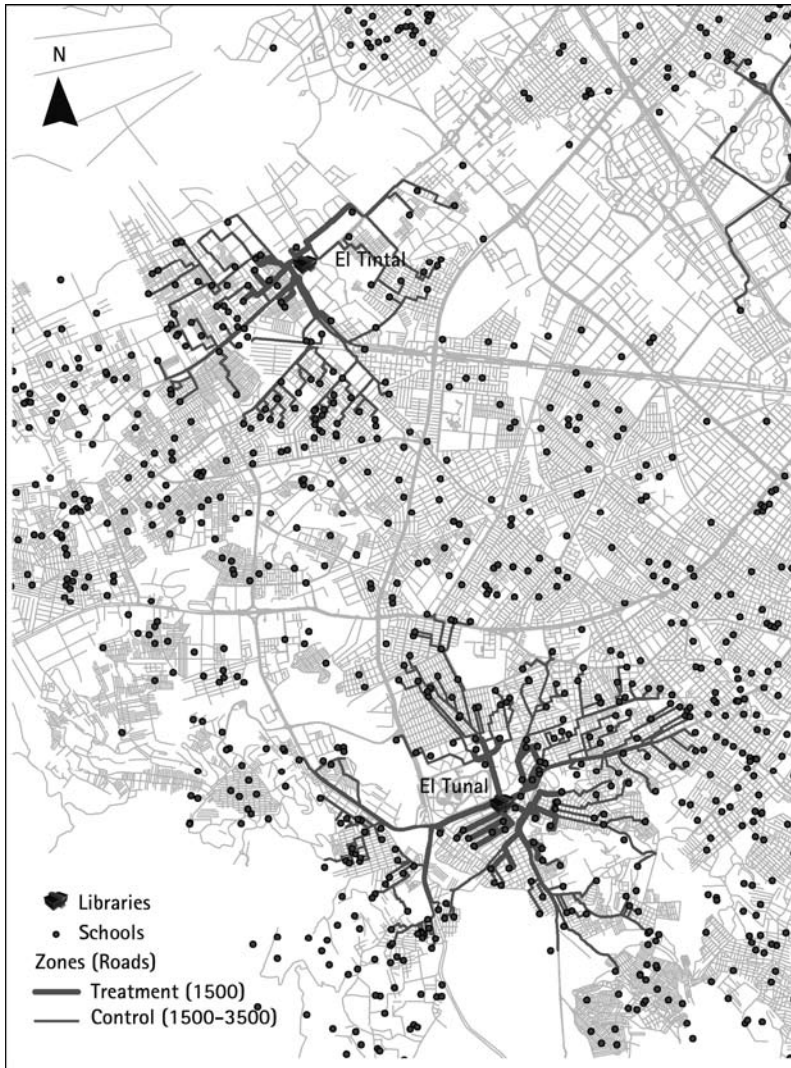 N
El Tintal
El Tunal
Libraries
Schools
Zones (Roads)
Treatment (1500)
Control (1500-3500)